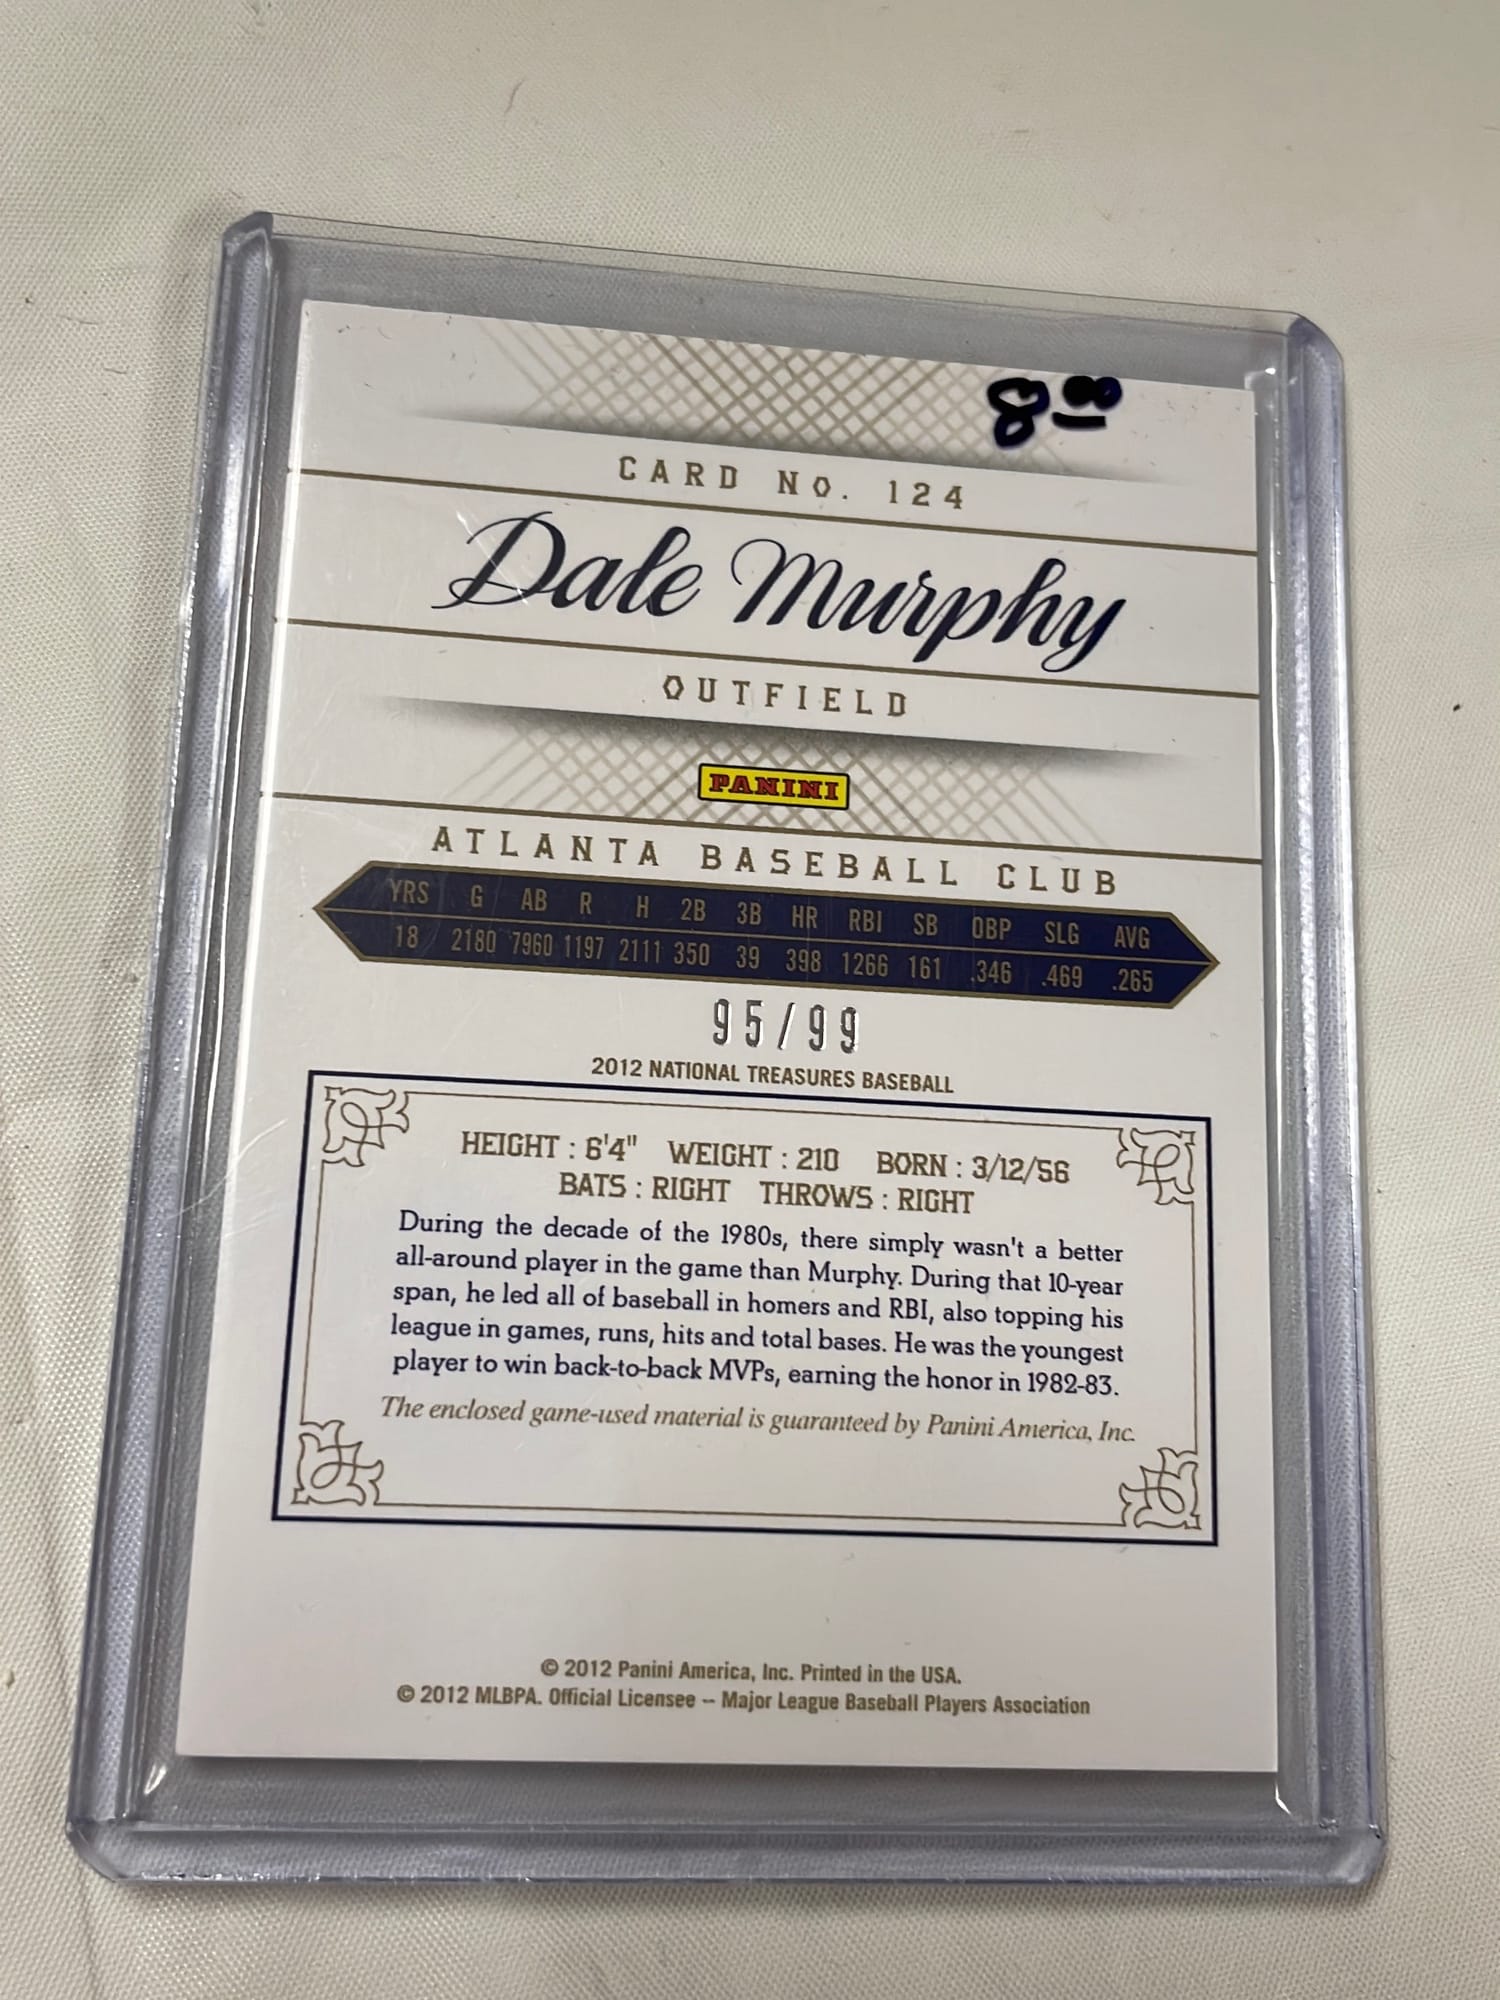 8 00
CARD NO. 124
Dale Murphy
OUTFIELD
PANINI
ATLANTA BASEBALL CLUB
YRS G AB R H 2B 3B HR RBI SB OBP SLG AVG
18 2180 7960 1197 2111 350 39 398 1266 161 .346 .469 .265
95/99
2012 NATIONAL TREASURES BASEBALL
HEIGHT : 6'4" WEIGHT : 210 BORN : 3/12/56
BATS : RIGHT THROWS : RIGHT
During the decade of the 1980s, there simply wasn't a better
all-around player in the game than Murphy. During that 10-year
span, he led all of baseball in homers and RBI, also topping his
league in games, runs, hits and total bases. He was the youngest
player to win back-to-back MVPs, earning the honor in 1982-83.
The enclosed game-used material is guaranteed by Panini America, Inc.
© 2012 Panini America, Inc. Printed in the USA.
© 2012 MLBPA. Official Licensee -- Major League Baseball Players Association